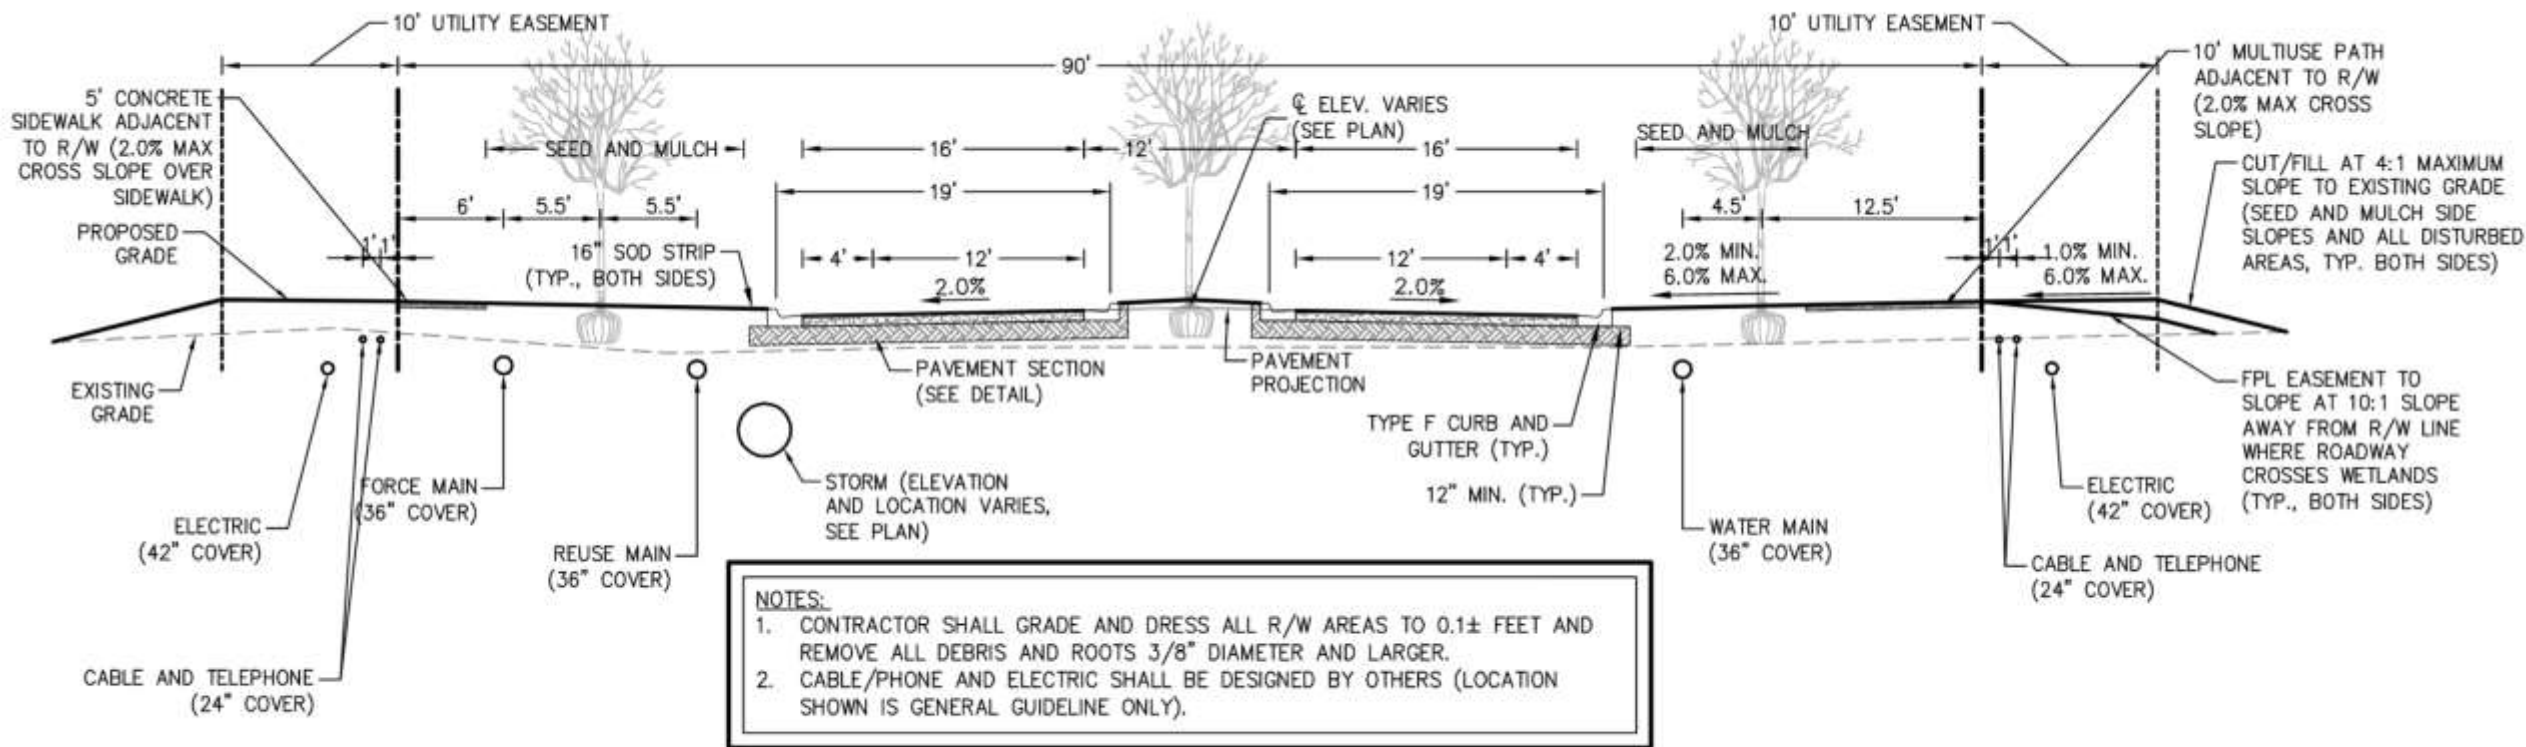 10' UTILITY EASEMENT
10' UTILITY EASEMENT
90'
10' MULTIUSE PATH
ADJACENT TO R/W
(2.0% MAX CROSS
SLOPE)
5' CONCRETE
SIDEWALK ADJACENT
TO R/W (2.0% MAX
CROSS SLOPE OVER
SIDEWALK)
℄ ELEV. VARIES
(SEE PLAN)
SEED AND MULCH
16'
12'
16'
SEED AND MULCH
CUT/FILL AT 4:1 MAXIMUM
SLOPE TO EXISTING GRADE
(SEED AND MULCH SIDE
SLOPES AND ALL DISTURBED
AREAS, TYP. BOTH SIDES)
19'
19'
6'
5.5'
5.5'
4.5'
12.5'
PROPOSED
GRADE
1'
1'
16" SOD STRIP
(TYP., BOTH SIDES)
4'
12'
12'
4'
2.0% MIN.
6.0% MAX.
1'
1'
1.0% MIN.
6.0% MAX.
2.0%
2.0%
EXISTING
GRADE
PAVEMENT SECTION
(SEE DETAIL)
PAVEMENT
PROJECTION
TYPE F CURB AND
GUTTER (TYP.)
12" MIN. (TYP.)
FPL EASEMENT TO
SLOPE AT 10:1 SLOPE
AWAY FROM R/W LINE
WHERE ROADWAY
CROSSES WETLANDS
(TYP., BOTH SIDES)
FORCE MAIN
(36" COVER)
STORM (ELEVATION
AND LOCATION VARIES,
SEE PLAN)
ELECTRIC
(42" COVER)
ELECTRIC
(42" COVER)
REUSE MAIN
(36" COVER)
WATER MAIN
(36" COVER)
CABLE AND TELEPHONE
(24" COVER)
CABLE AND TELEPHONE
(24" COVER)
NOTES:
1. CONTRACTOR SHALL GRADE AND DRESS ALL R/W AREAS TO 0.1± FEET AND
REMOVE ALL DEBRIS AND ROOTS 3/8" DIAMETER AND LARGER.
2. CABLE/PHONE AND ELECTRIC SHALL BE DESIGNED BY OTHERS (LOCATION
SHOWN IS GENERAL GUIDELINE ONLY).